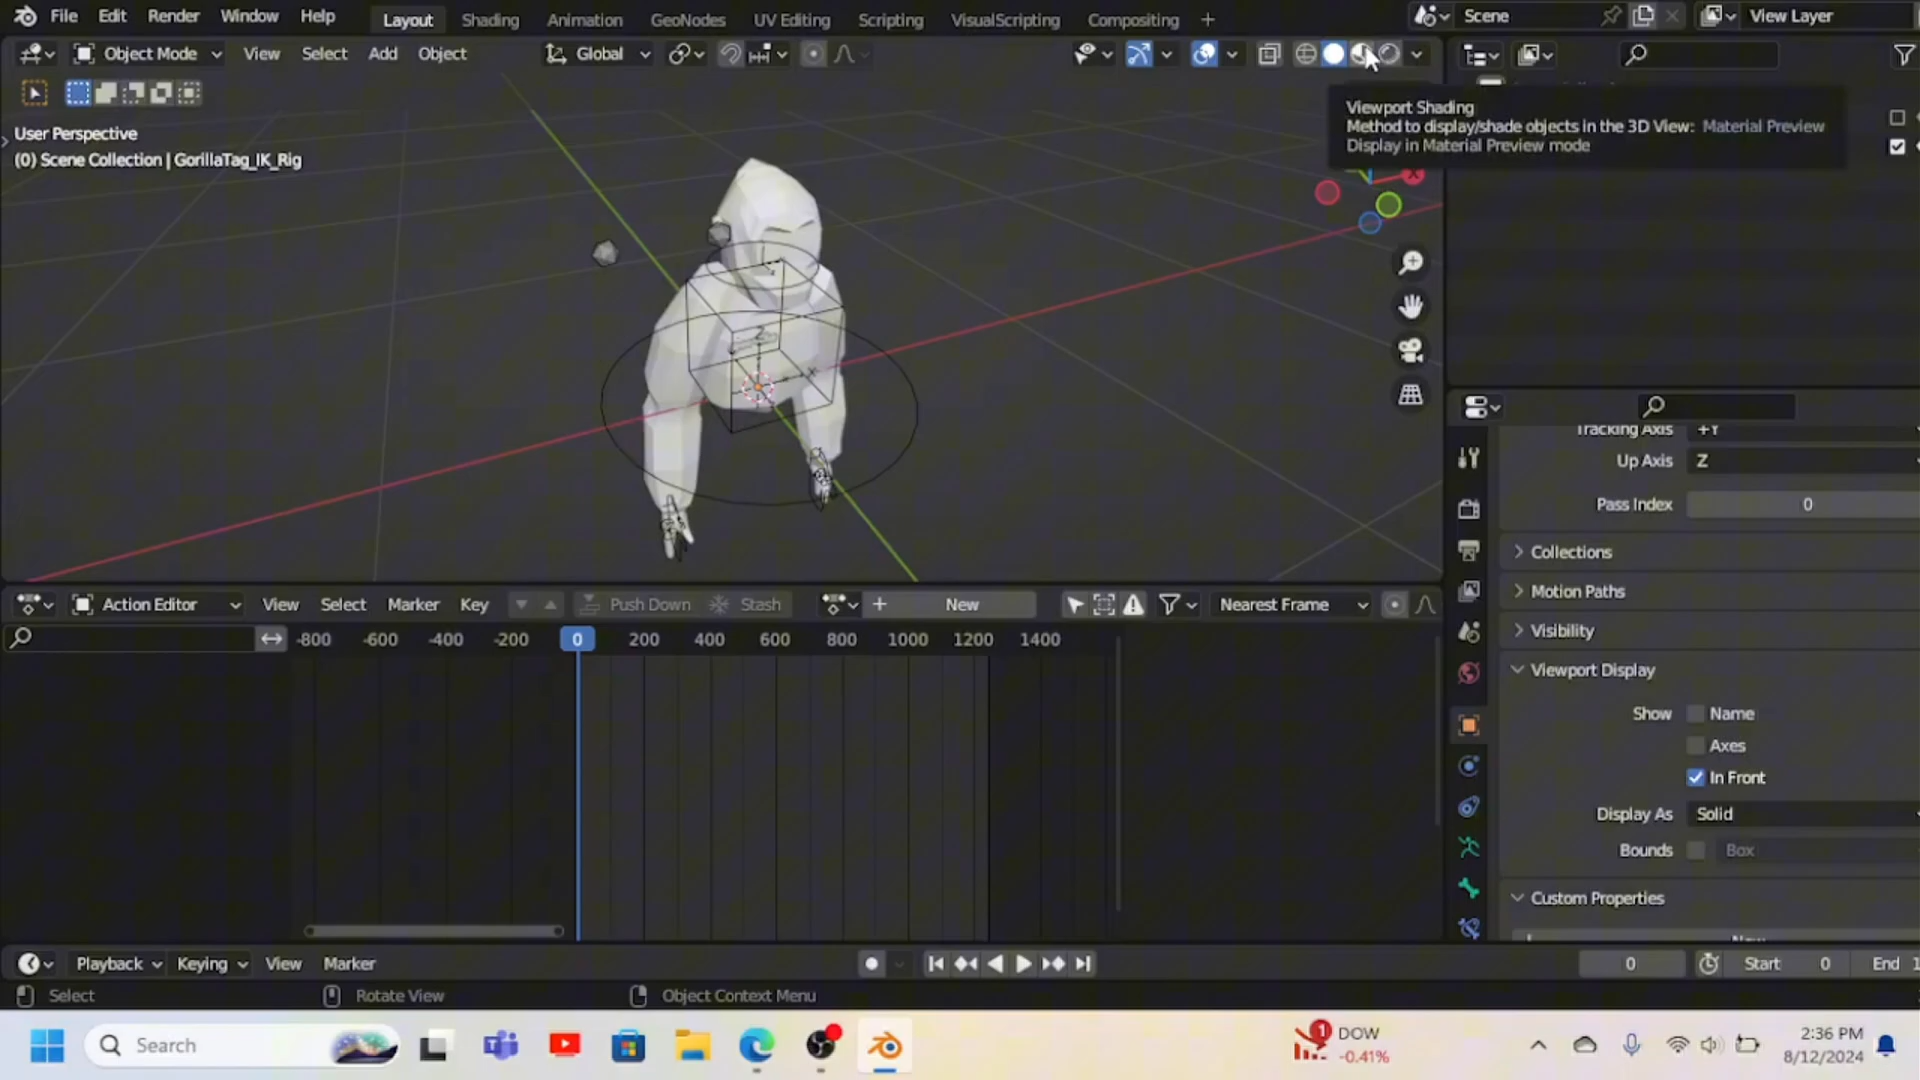 File Edit Render Window Help Layout Shading Animation GeoNodes UV Editing Scripting VisualScripting Compositing + Scene View Layer
Object Mode View Select Add Object Global
User Perspective
(0) Scene Collection | GorillaTag_IK_Rig
Viewport Shading
Method to display/shade objects in the 3D View: Material Preview
Display in Material Preview mode
X
Z
X
Tracking Axis +Y
Up Axis Z
Pass Index 0
Collections
Motion Paths
Visibility
Viewport Display
Show Name
Axes
In Front
Display As Solid
Bounds Box
Custom Properties
New
Action Editor View Select Marker Key Push Down Stash + New Nearest Frame
-800 -600 -400 -200 0 200 400 600 800 1000 1200 1400
Playback Keying View Marker 0 Start 0 End 1
Select Rotate View Object Context Menu
Search
1 DOW
-0.41%
2:36 PM
8/12/2024